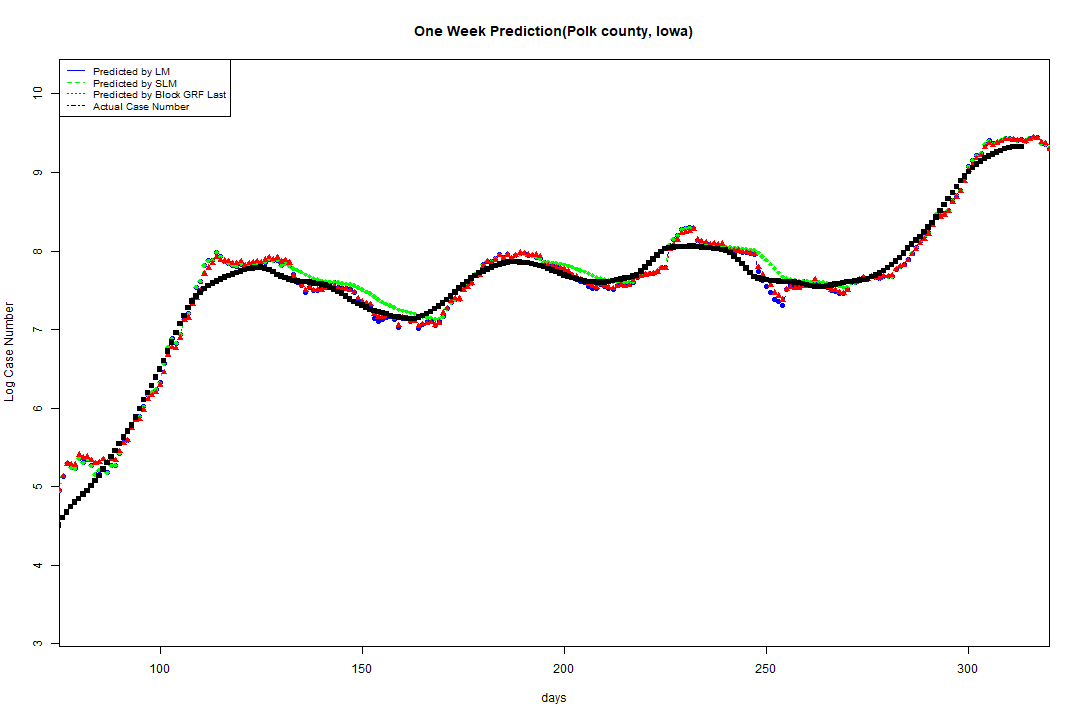 One Week Prediction(Polk county, Iowa)
Predicted by LM
Predicted by SLM
Predicted by Block GRF Last
Actual Case Number
Log Case Number
10
9
8
7
6
5
4
3
100 150 200 250 300
days